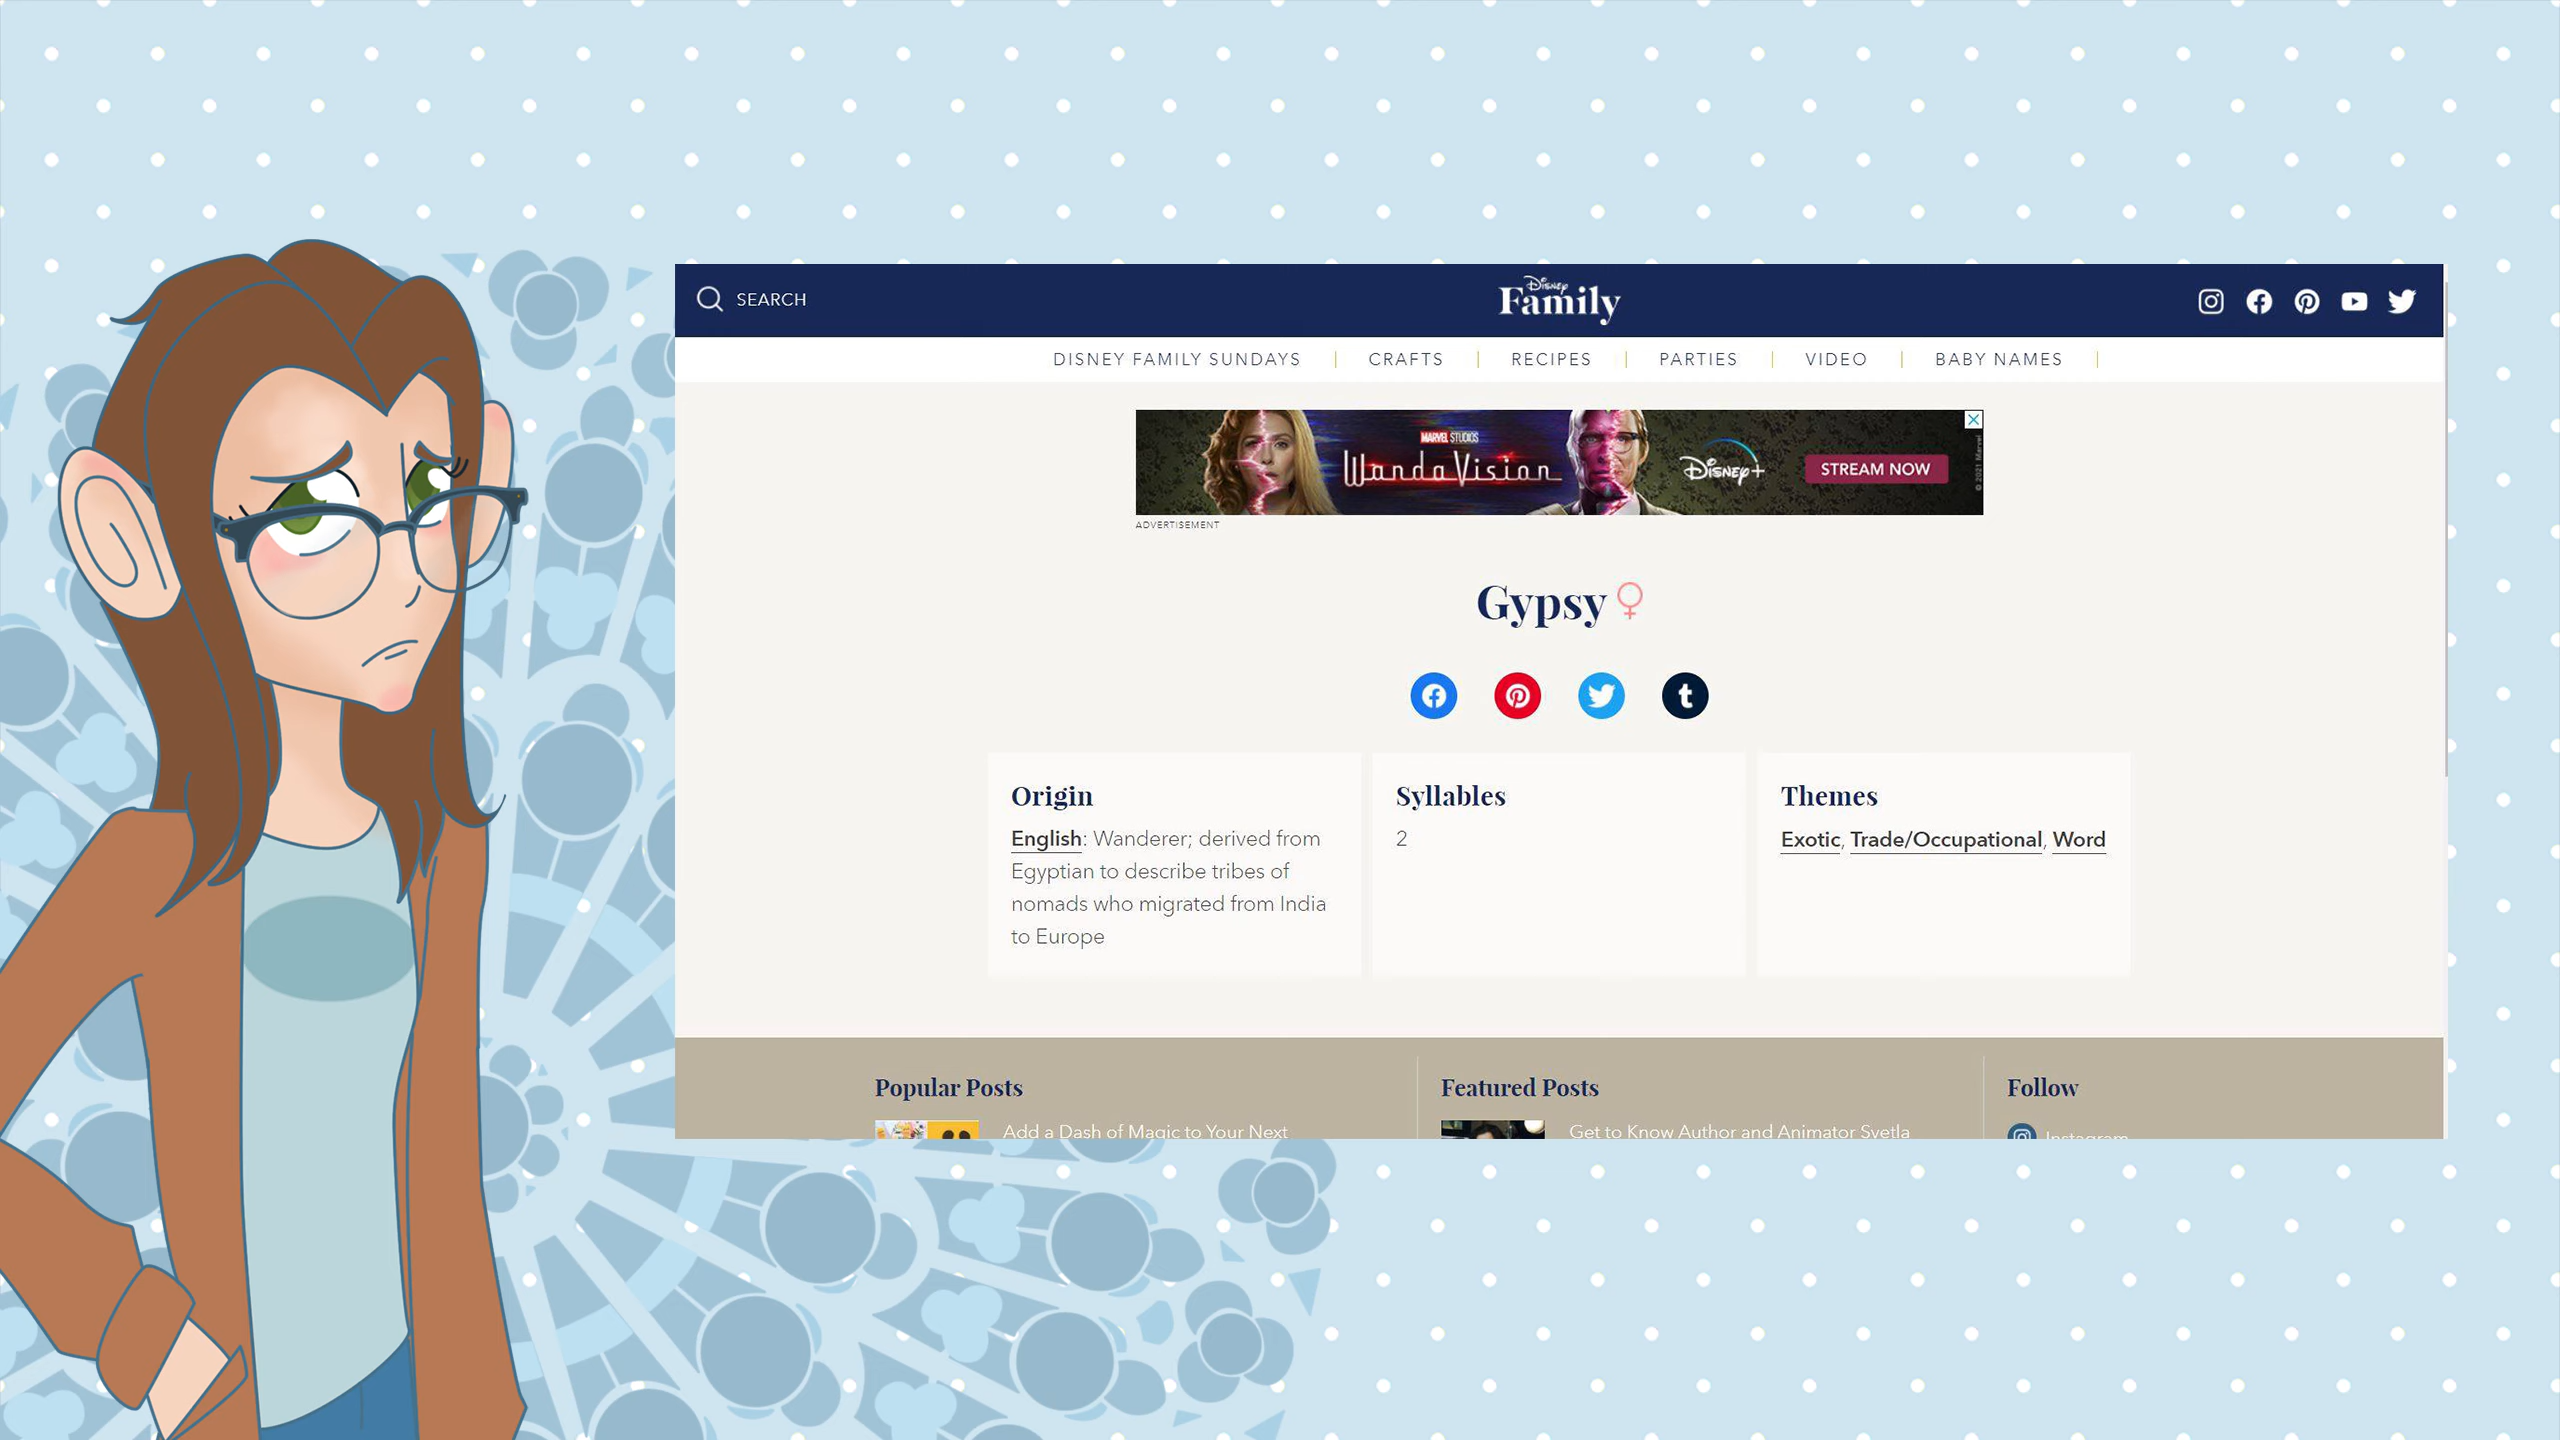 SEARCH
Disney
Family
DISNEY FAMILY SUNDAYS
CRAFTS
RECIPES
PARTIES
VIDEO
BABY NAMES
MARVEL STUDIOS
WandaVision
Disney+
STREAM NOW
© 2021 Marvel
ADVERTISEMENT
Gypsy
Origin
English: Wanderer; derived from
Egyptian to describe tribes of
nomads who migrated from India
to Europe
Syllables
2
Themes
Exotic, Trade/Occupational, Word
Popular Posts
Add a Dash of Magic to Your Next
Featured Posts
Get to Know Author and Animator Svetla
Follow
Instagram